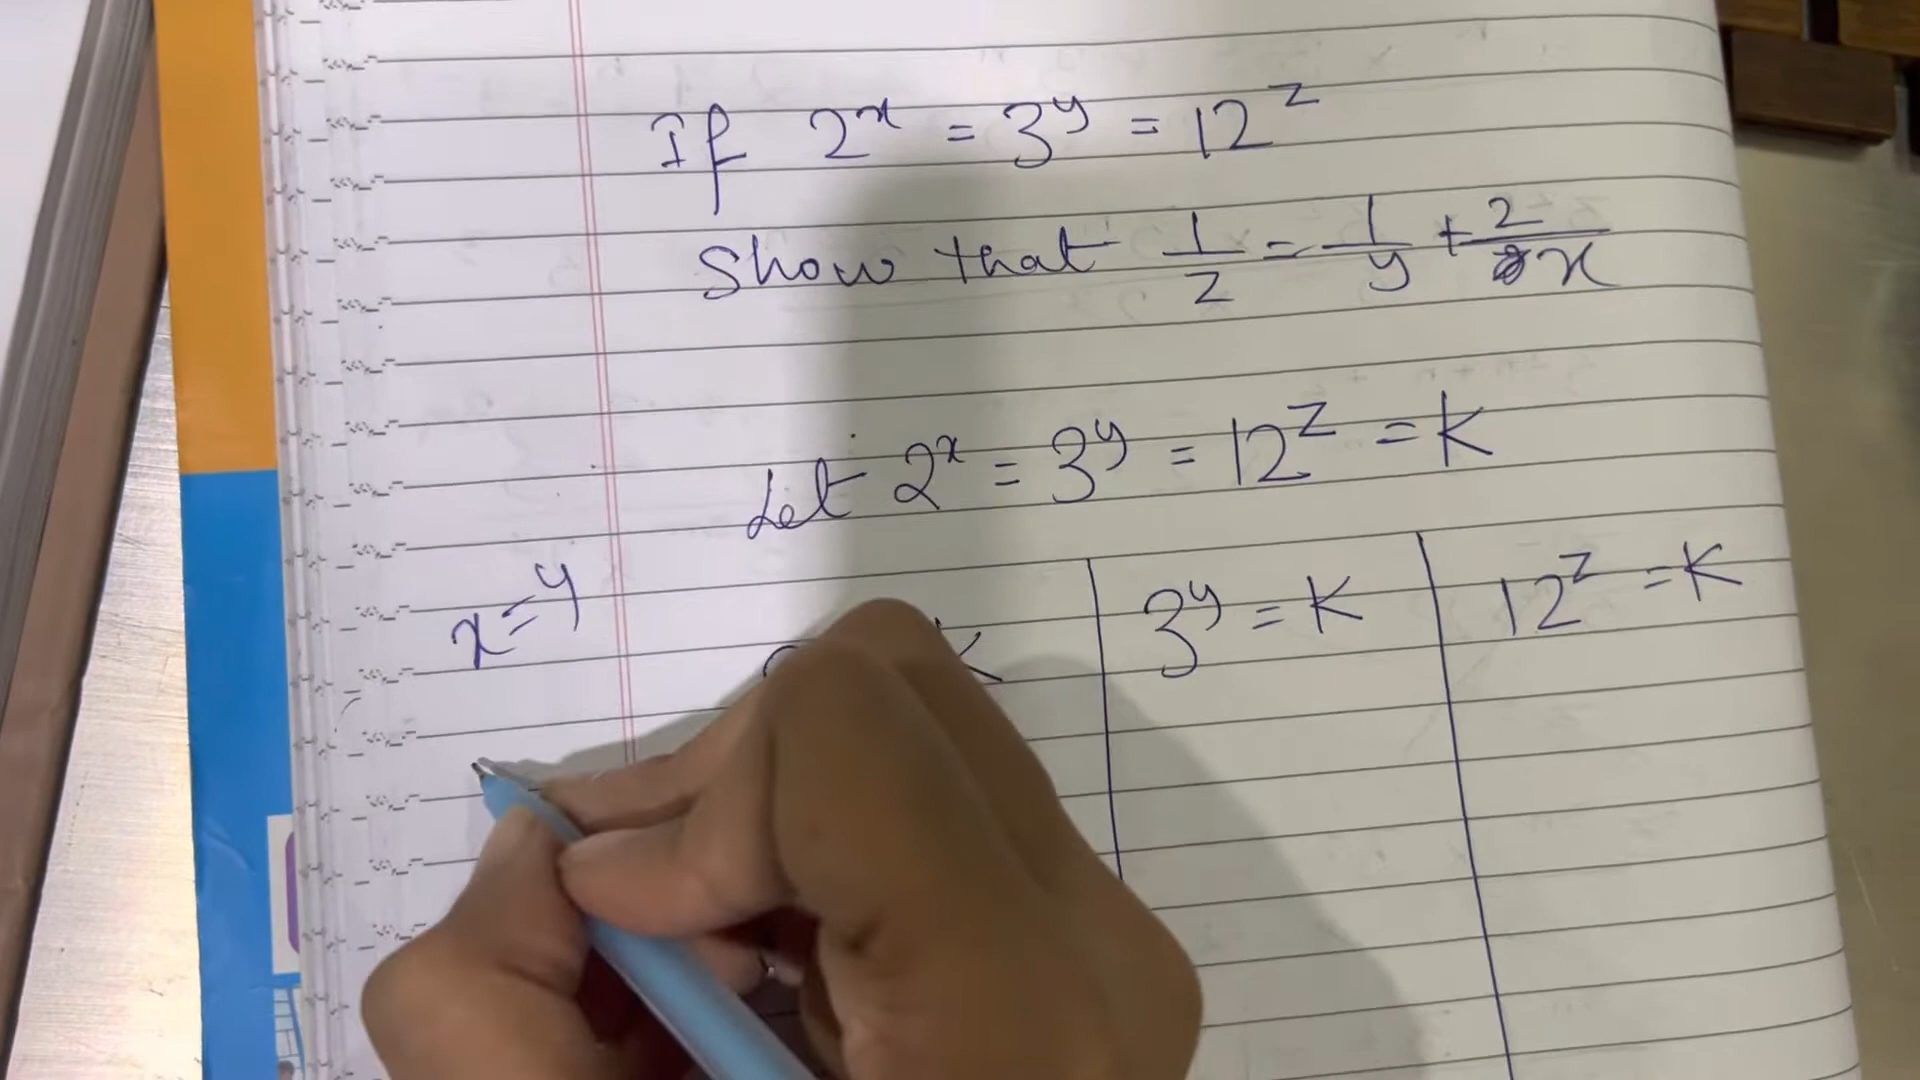 If 2^x = 3^y = 12^z
Show that 1/z = 1/y + 2/x
Let 2^x = 3^y = 12^z = K
x = y
K | 3^y = K | 12^z = K